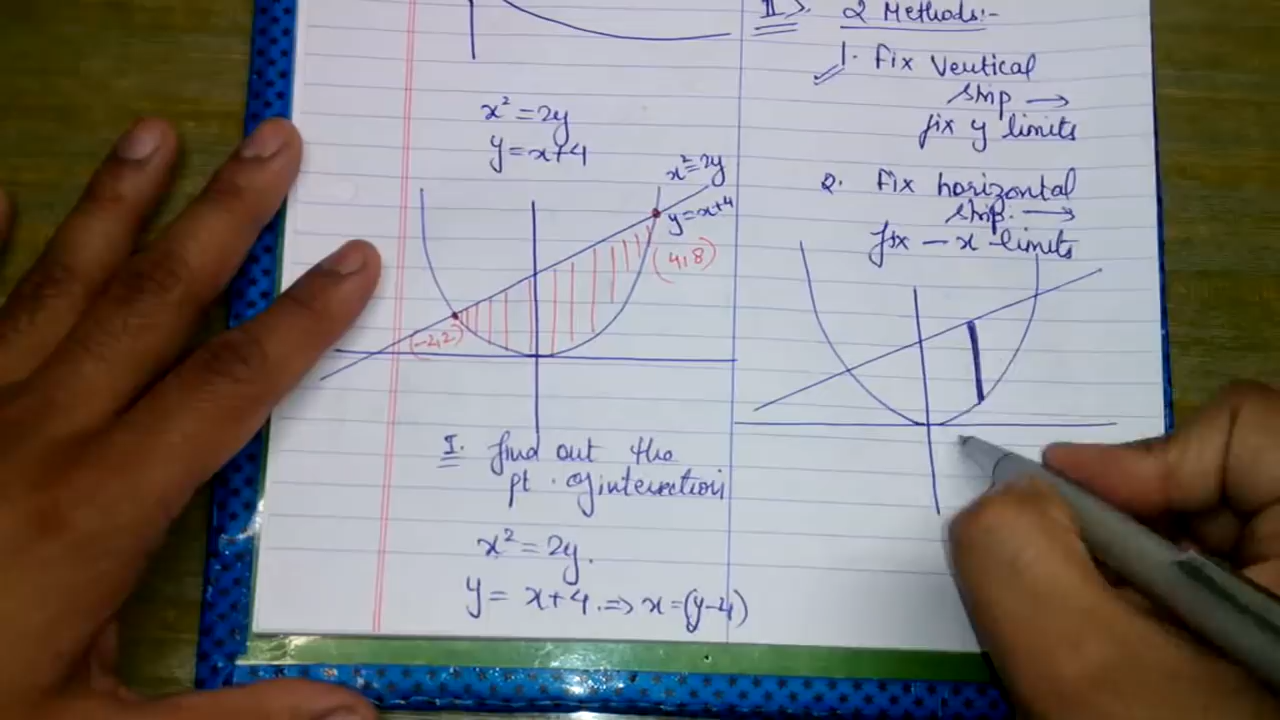 x² = 2y
y = x+4
x² = 2y
y = x+4
(4,8)
(-2,2)
I. find out the
pt. of intersection
x² = 2y.
y = x+4. ⇒ x = (y-4)
II>. 2 Methods:-
1. Fix Vertical
strip →
fix y limits
2. Fix horizontal
strip. →
fix - x - limits